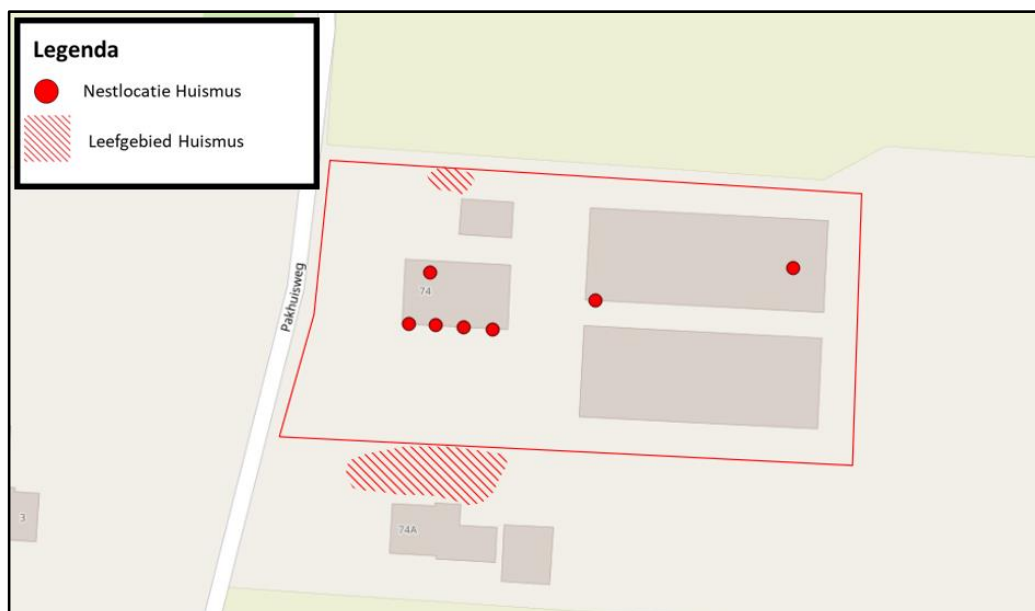 Legenda
Nestlocatie Huismus
Leefgebied Huismus
Pakhuisweg
74
74A
3